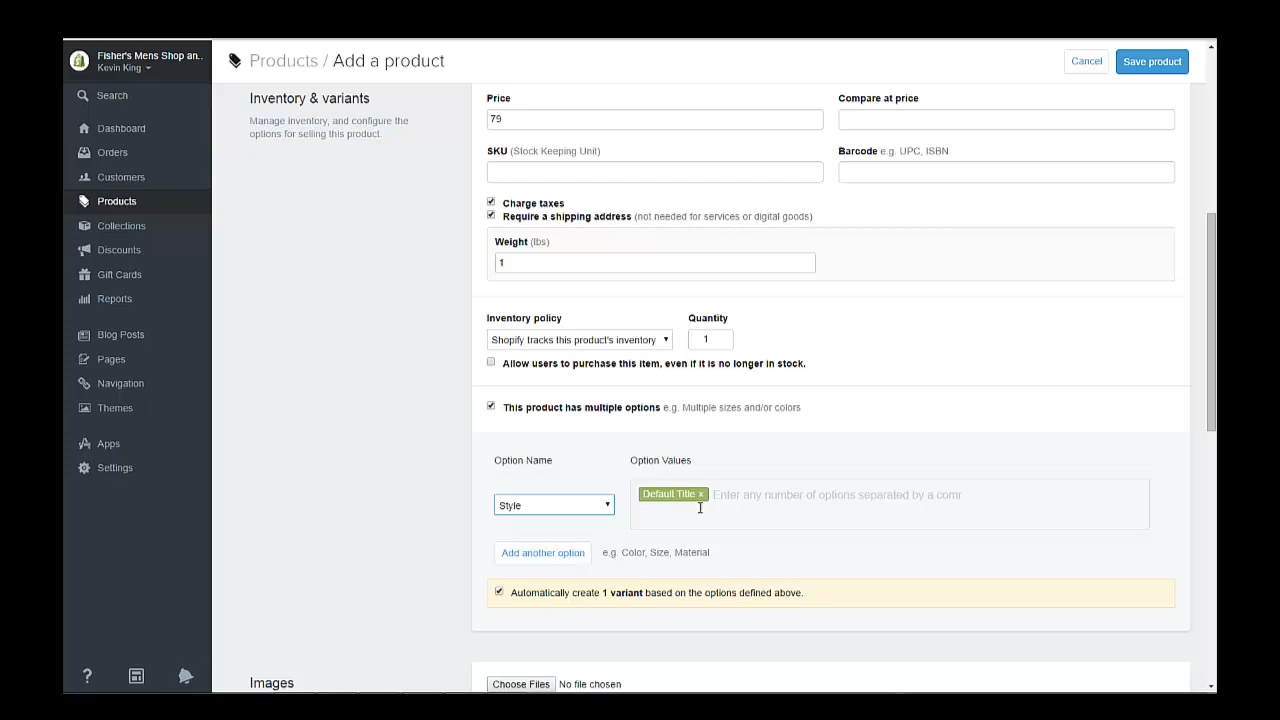 Fisher's Mens Shop an..
Kevin King
Search
Dashboard
Orders
Customers
Products
Collections
Discounts
Gift Cards
Reports
Blog Posts
Pages
Navigation
Themes
Apps
Settings
?
Products / Add a product
Cancel
Save product
Inventory & variants
Manage inventory, and configure the
options for selling this product.
Price
Compare at price
79
SKU (Stock Keeping Unit)
Barcode e.g. UPC, ISBN
Charge taxes
Require a shipping address (not needed for services or digital goods)
Weight (lbs)
1
Inventory policy
Quantity
Shopify tracks this product's inventory
1
Allow users to purchase this item, even if it is no longer in stock.
This product has multiple options e.g. Multiple sizes and/or colors
Option Name
Option Values
Style
Default Title × Enter any number of options separated by a comr
Add another option
e.g. Color, Size, Material
Automatically create 1 variant based on the options defined above.
Images
Choose Files No file chosen